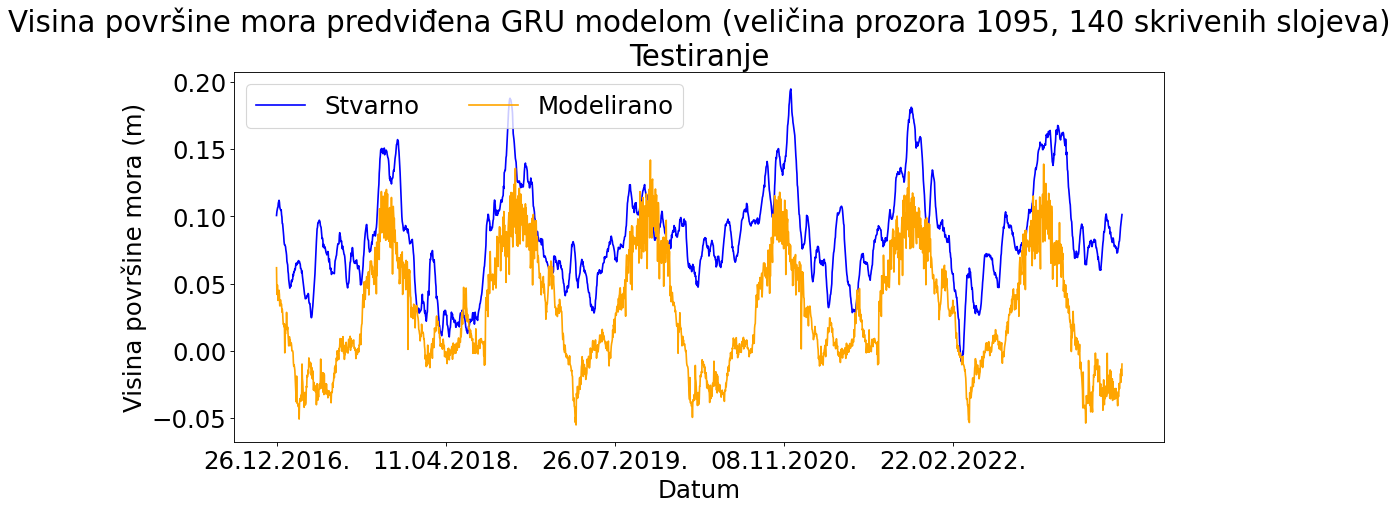 Visina površine mora predviđena GRU modelom (veličina prozora 1095, 140 skrivenih slojeva)
Testiranje
Stvarno
Modelirano
Visina površine mora (m)
0.20
0.15
0.10
0.05
0.00
−0.05
26.12.2016.
11.04.2018.
26.07.2019.
08.11.2020.
22.02.2022.
Datum